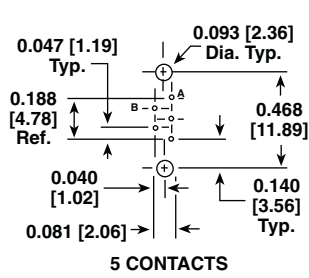 0.047 [1.19]
Typ.
0.093 [2.36]
Dia. Typ.
A
B
0.188
[4.78]
Ref.
0.468
[11.89]
0.040
[1.02]
0.140
[3.56]
Typ.
0.081 [2.06]
5 CONTACTS